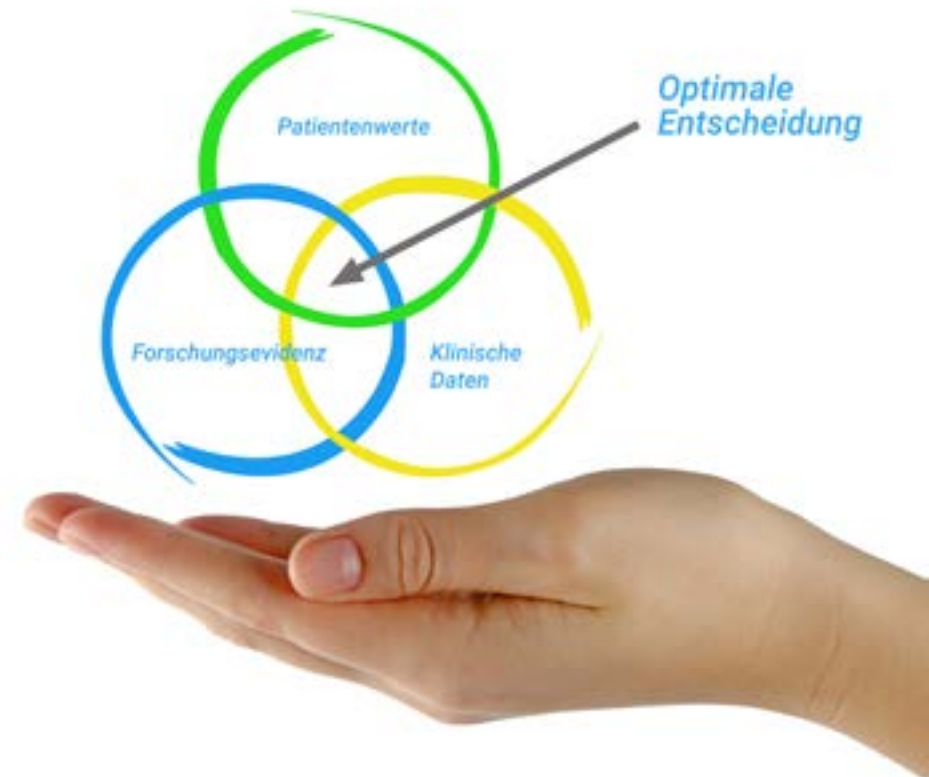 Patientenwerte
Optimale
Entscheidung
Forschungsevidenz
Klinische
Daten